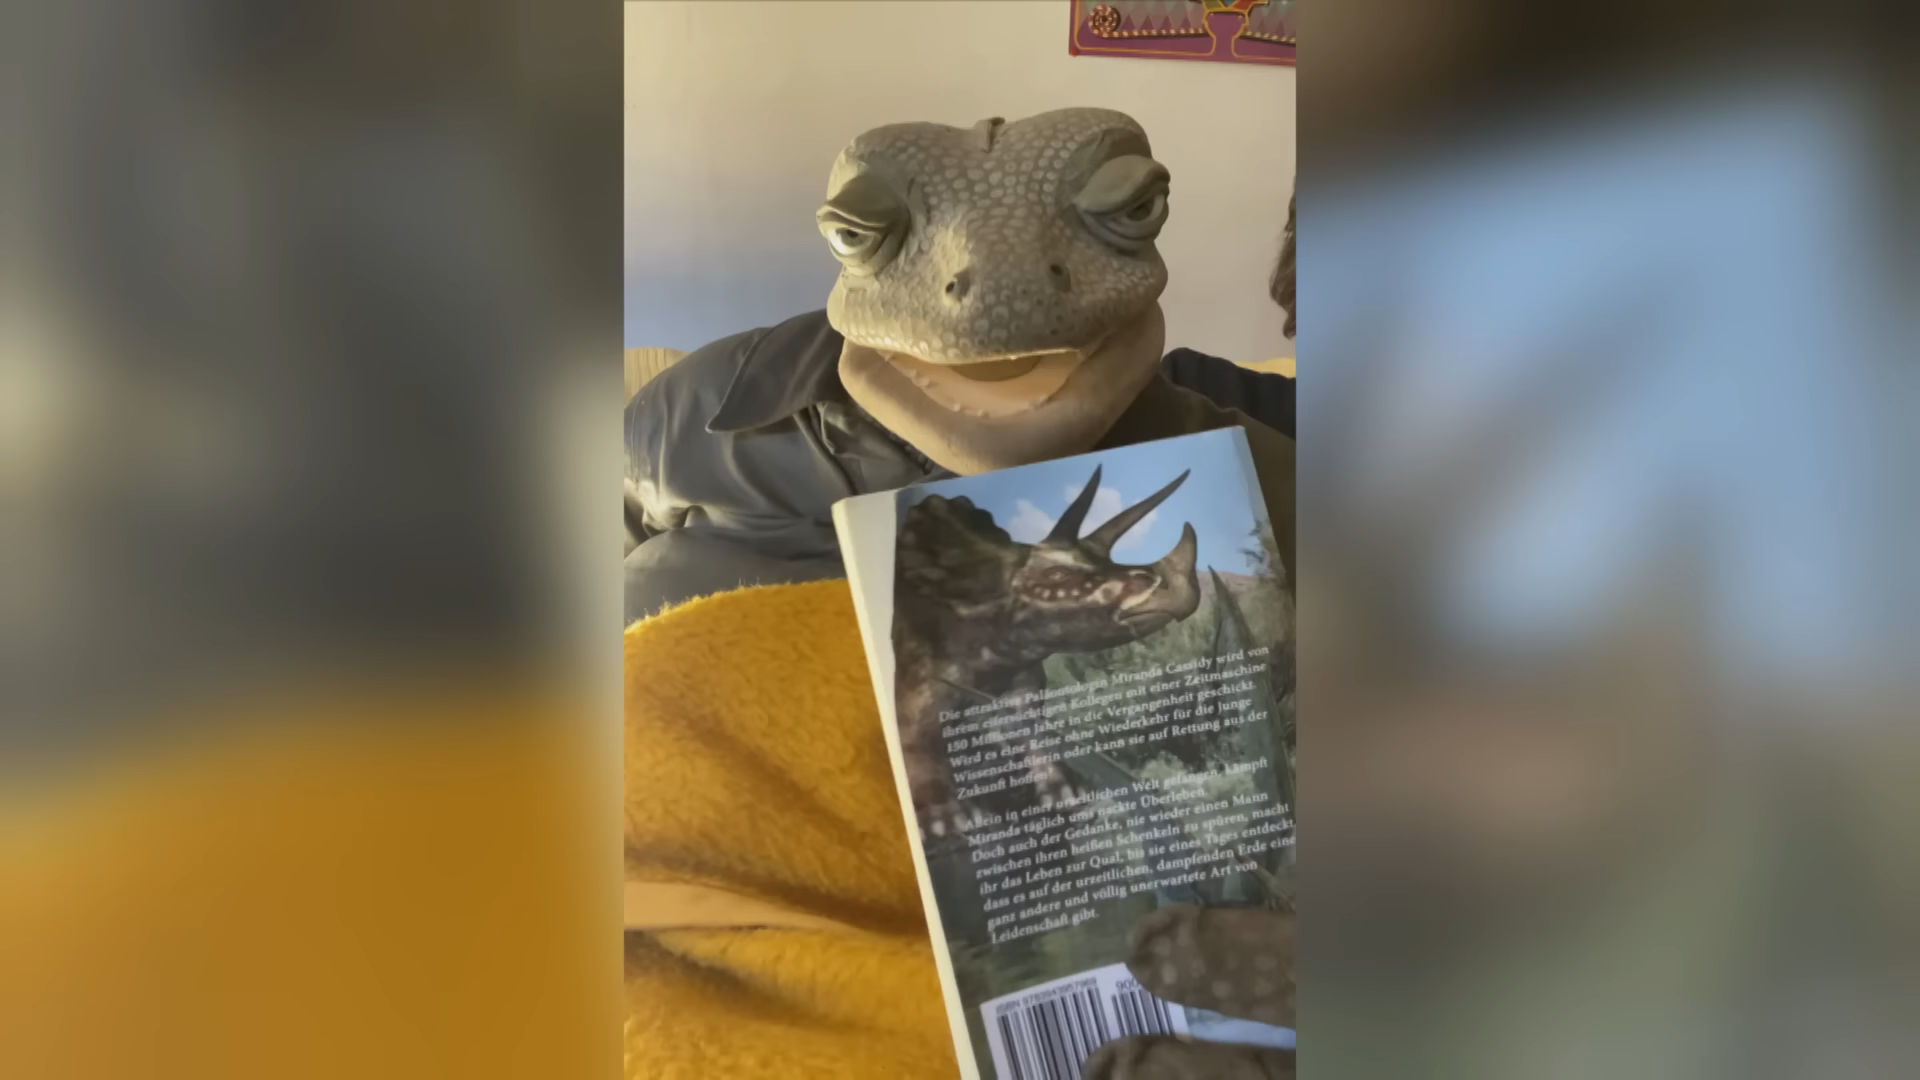 Die attraktive Paläontologin Miranda Cassidy wird von
ihrem eifersüchtigen Kollegen mit einer Zeitmaschine
150 Millionen Jahre in die Vergangenheit geschickt.
Wird es eine Reise ohne Wiederkehr für die junge
Wissenschaftlerin oder kann sie auf Rettung aus der
Zukunft hoffen?
Allein in einer urzeitlichen Welt gefangen, kämpft
Miranda täglich ums nackte Überleben.
Doch auch der Gedanke, nie wieder einen Mann
zwischen ihren heißen Schenkeln zu spüren, macht
ihr das Leben zur Qual, bis sie eines Tages entdeckt,
dass es auf der urzeitlichen, dampfenden Erde eine
ganz andere und völlig unerwartete Art von
Leidenschaft gibt.
ISBN